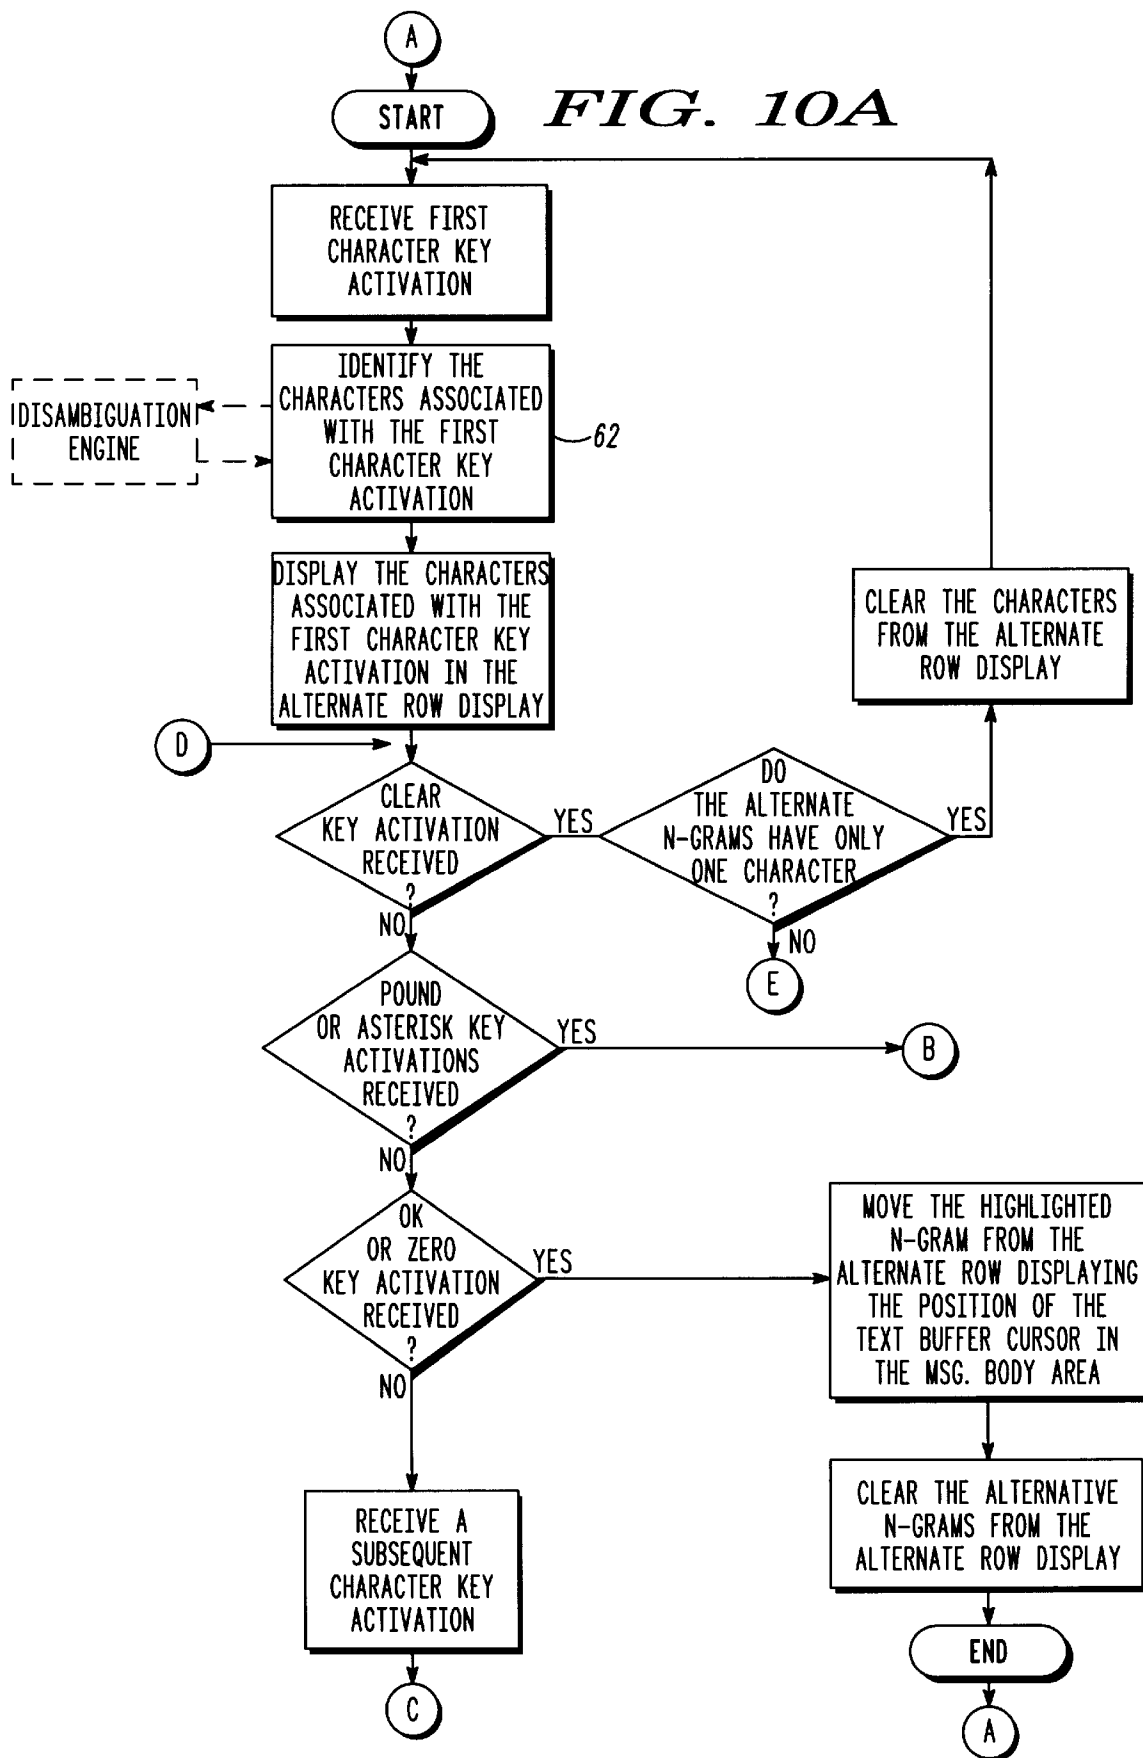 A
START
FIG. 10A
RECEIVE FIRST
CHARACTER KEY
ACTIVATION
IDENTIFY THE
CHARACTERS ASSOCIATED
WITH THE FIRST
CHARACTER KEY
ACTIVATION
62
DISAMBIGUATION
ENGINE
DISPLAY THE CHARACTERS
ASSOCIATED WITH THE
FIRST CHARACTER KEY
ACTIVATION IN THE
ALTERNATE ROW DISPLAY
CLEAR THE CHARACTERS
FROM THE ALTERNATE
ROW DISPLAY
D
CLEAR
KEY ACTIVATION
RECEIVED
?
YES
NO
DO
THE ALTERNATE
N-GRAMS HAVE ONLY
ONE CHARACTER
?
YES
NO
E
POUND
OR ASTERISK KEY
ACTIVATIONS
RECEIVED
?
YES
B
NO
OK
OR ZERO
KEY ACTIVATION
RECEIVED
?
YES
NO
MOVE THE HIGHLIGHTED
N-GRAM FROM THE
ALTERNATE ROW DISPLAYING
THE POSITION OF THE
TEXT BUFFER CURSOR IN
THE MSG. BODY AREA
RECEIVE A
SUBSEQUENT
CHARACTER KEY
ACTIVATION
C
CLEAR THE ALTERNATIVE
N-GRAMS FROM THE
ALTERNATE ROW DISPLAY
END
A